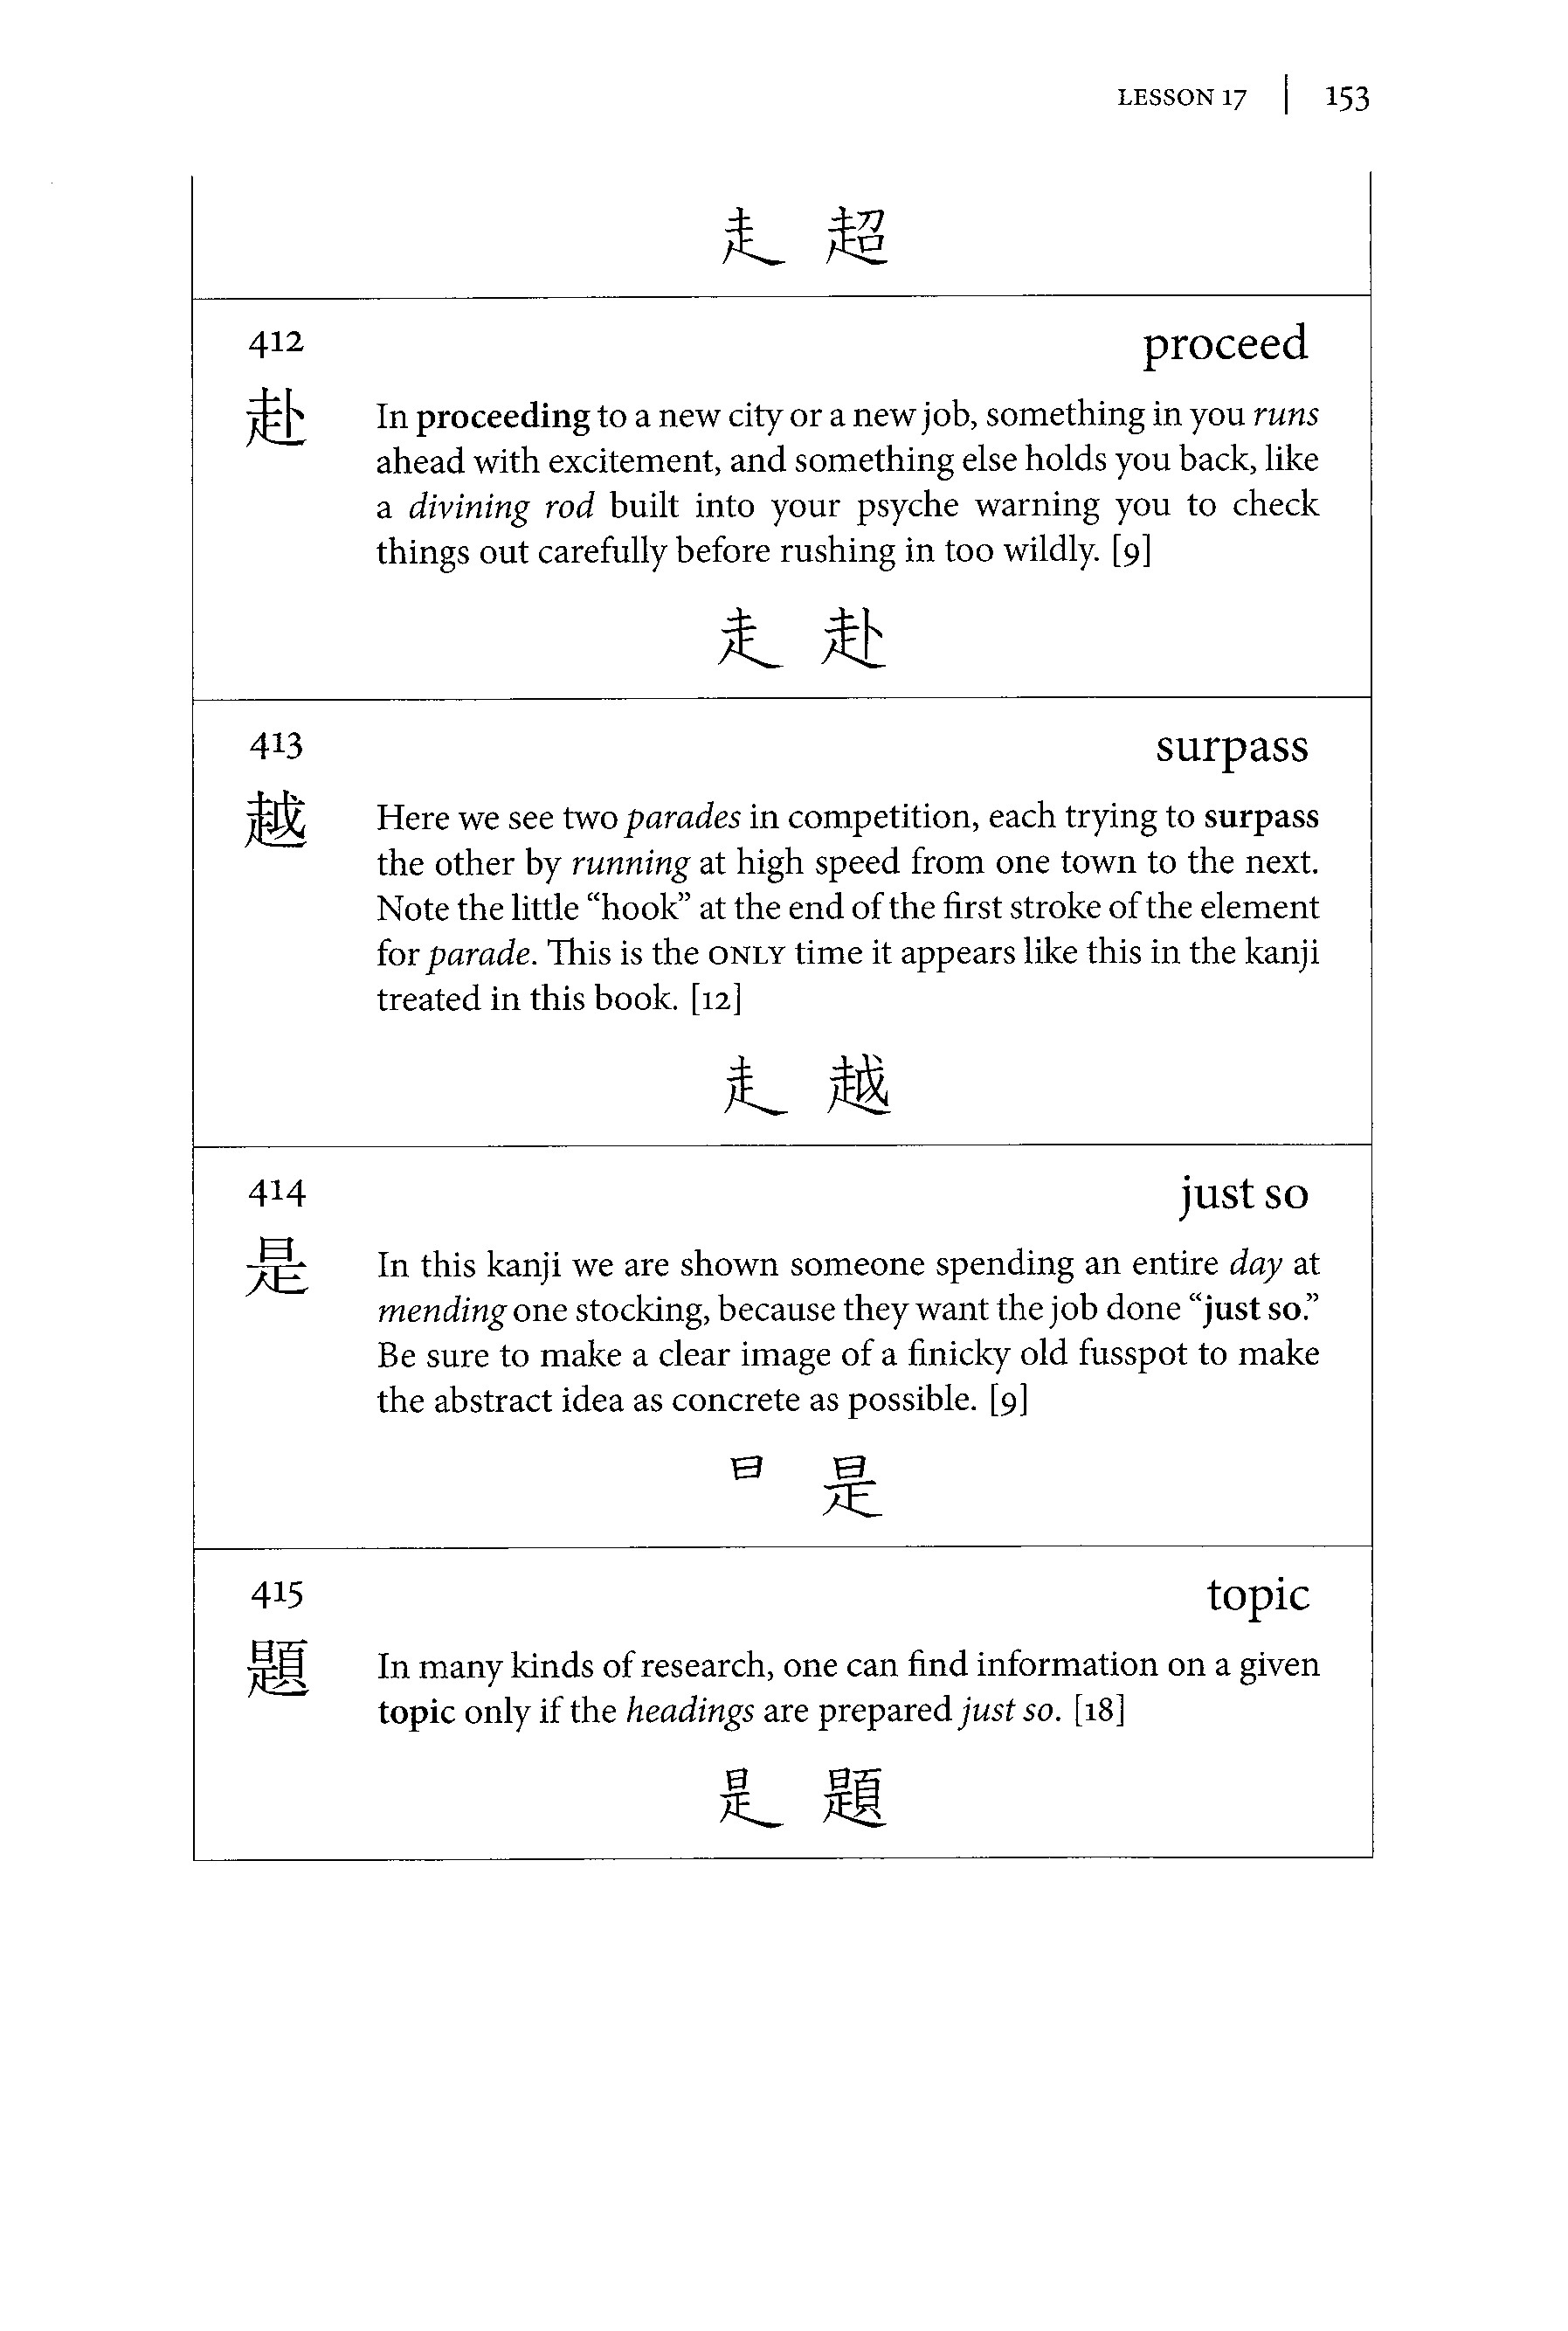 LESSON 17 | 153
走 超
412 proceed
赴 In proceeding to a new city or a new job, something in you runs
ahead with excitement, and something else holds you back, like
a divining rod built into your psyche warning you to check
things out carefully before rushing in too wildly. [9]
走 赴
413 surpass
越 Here we see two parades in competition, each trying to surpass
the other by running at high speed from one town to the next.
Note the little “hook” at the end of the first stroke of the element
for parade. This is the ONLY time it appears like this in the kanji
treated in this book. [12]
走 越
414 just so
是 In this kanji we are shown someone spending an entire day at
mending one stocking, because they want the job done “just so.”
Be sure to make a clear image of a finicky old fusspot to make
the abstract idea as concrete as possible. [9]
日 是
415 topic
題 In many kinds of research, one can find information on a given
topic only if the headings are prepared just so. [18]
是 題